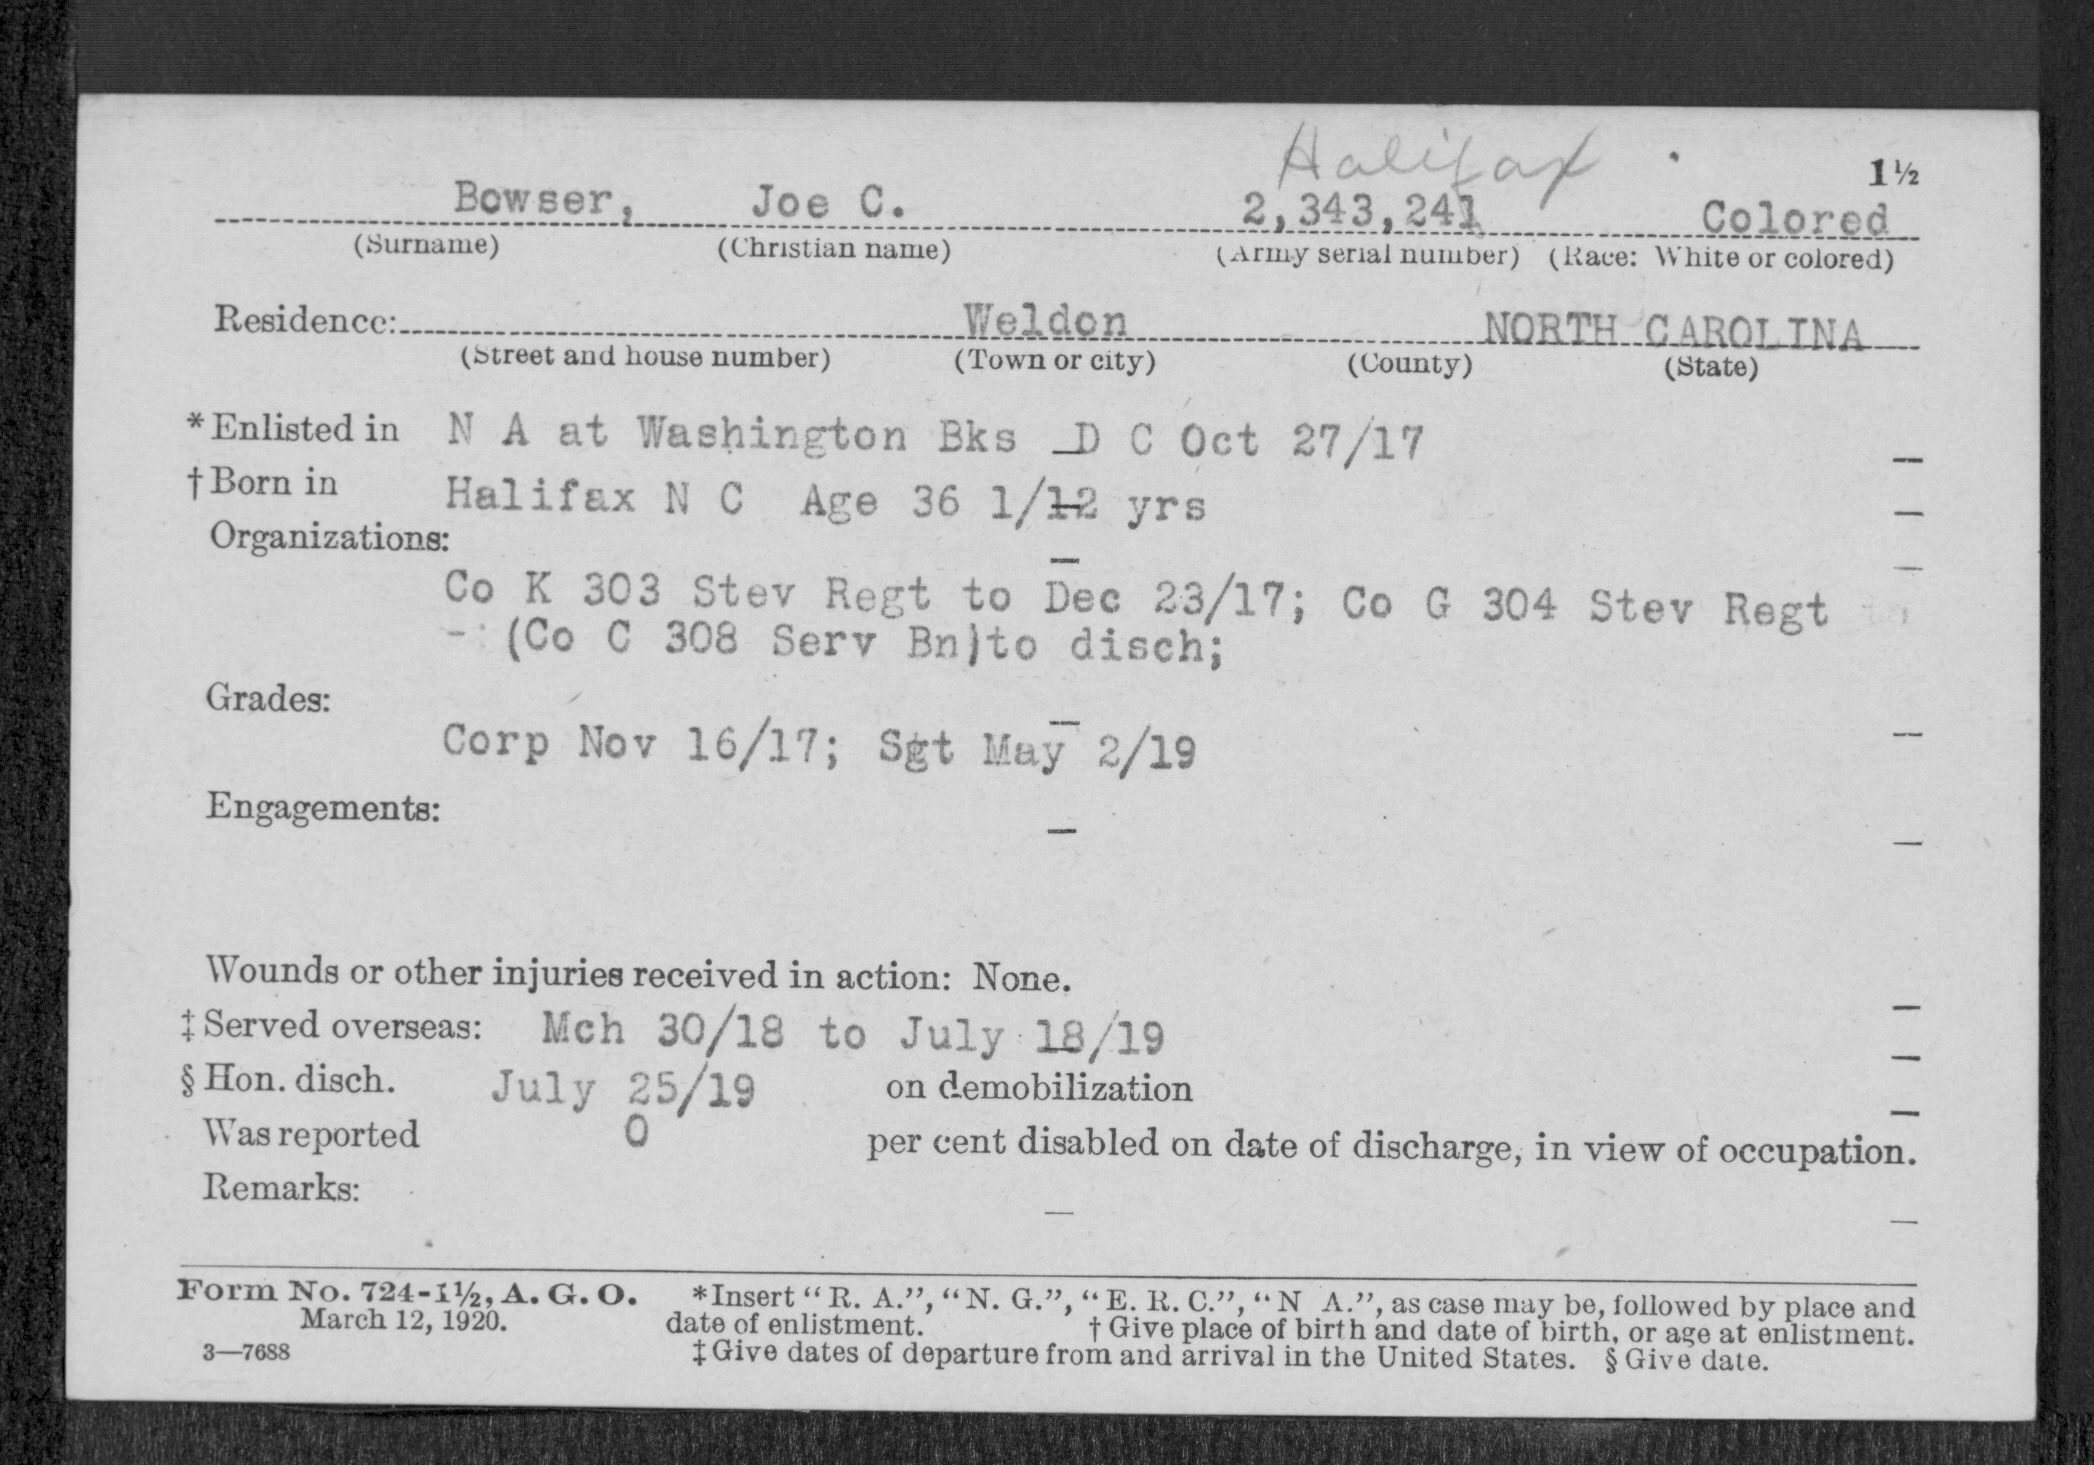 Halifax
1½
Bowser, Joe C. 2,343,241 Colored
(Surname) (Christian name) (Army serial number) (Race: White or colored)
Residence: Weldon NORTH CAROLINA
(Street and house number) (Town or city) (County) (State)
*Enlisted in N A at Washington Bks D C Oct 27/17
†Born in Halifax N C Age 36 1/12 yrs
Organizations:
Co K 303 Stev Regt to Dec 23/17; Co G 304 Stev Regt to
- (Co C 308 Serv Bn)to disch;
Grades:
Corp Nov 16/17; Sgt May 2/19
Engagements:
Wounds or other injuries received in action: None.
‡Served overseas: Mch 30/18 to July 18/19
§Hon. disch. July 25/19 on demobilization
Was reported 0 per cent disabled on date of discharge, in view of occupation.
Remarks:
Form No. 724-1½, A. G. O. *Insert “R. A.”, “N. G.”, “E. R. C.”, “N A.”, as case may be, followed by place and
March 12, 1920. date of enlistment. †Give place of birth and date of birth, or age at enlistment.
3—7688 ‡Give dates of departure from and arrival in the United States. §Give date.